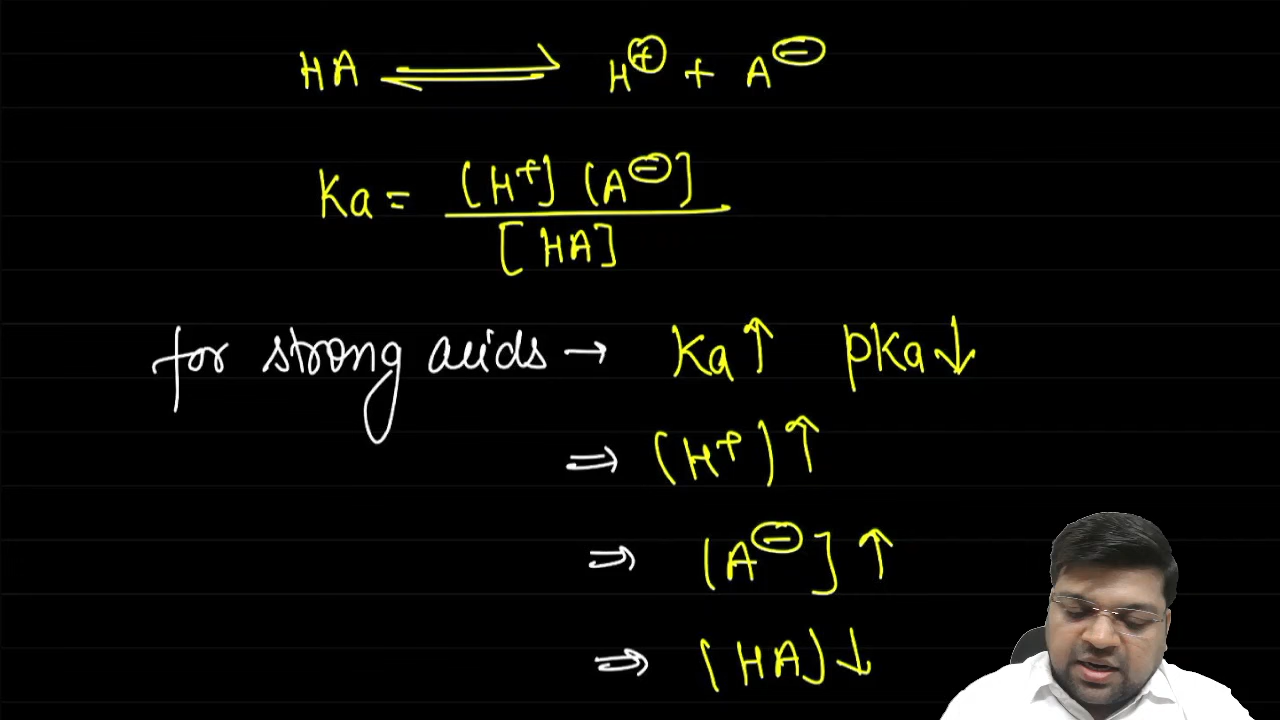 HA ⇌ H⊕ + A⊖
Ka = [H⁺] [A⊖] / [HA]
for strong acids → Ka↑ pKa↓
⇒ [H⁺]↑
⇒ [A⊖]↑
⇒ [HA]↓